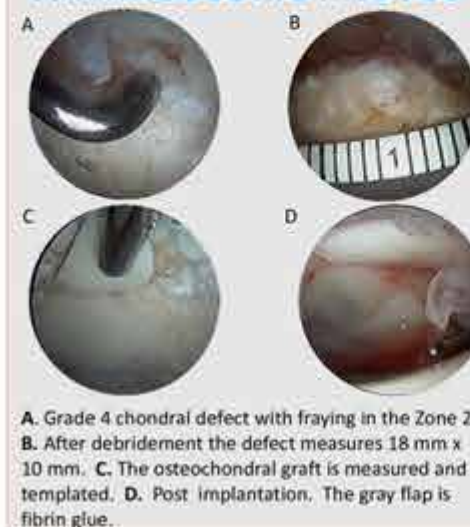 A
B
1
C
D
A. Grade 4 chondral defect with fraying in the Zone 2
B. After debridement the defect measures 18 mm x
10 mm. C. The osteochondral graft is measured and
templated. D. Post implantation. The gray flap is
fibrin glue.